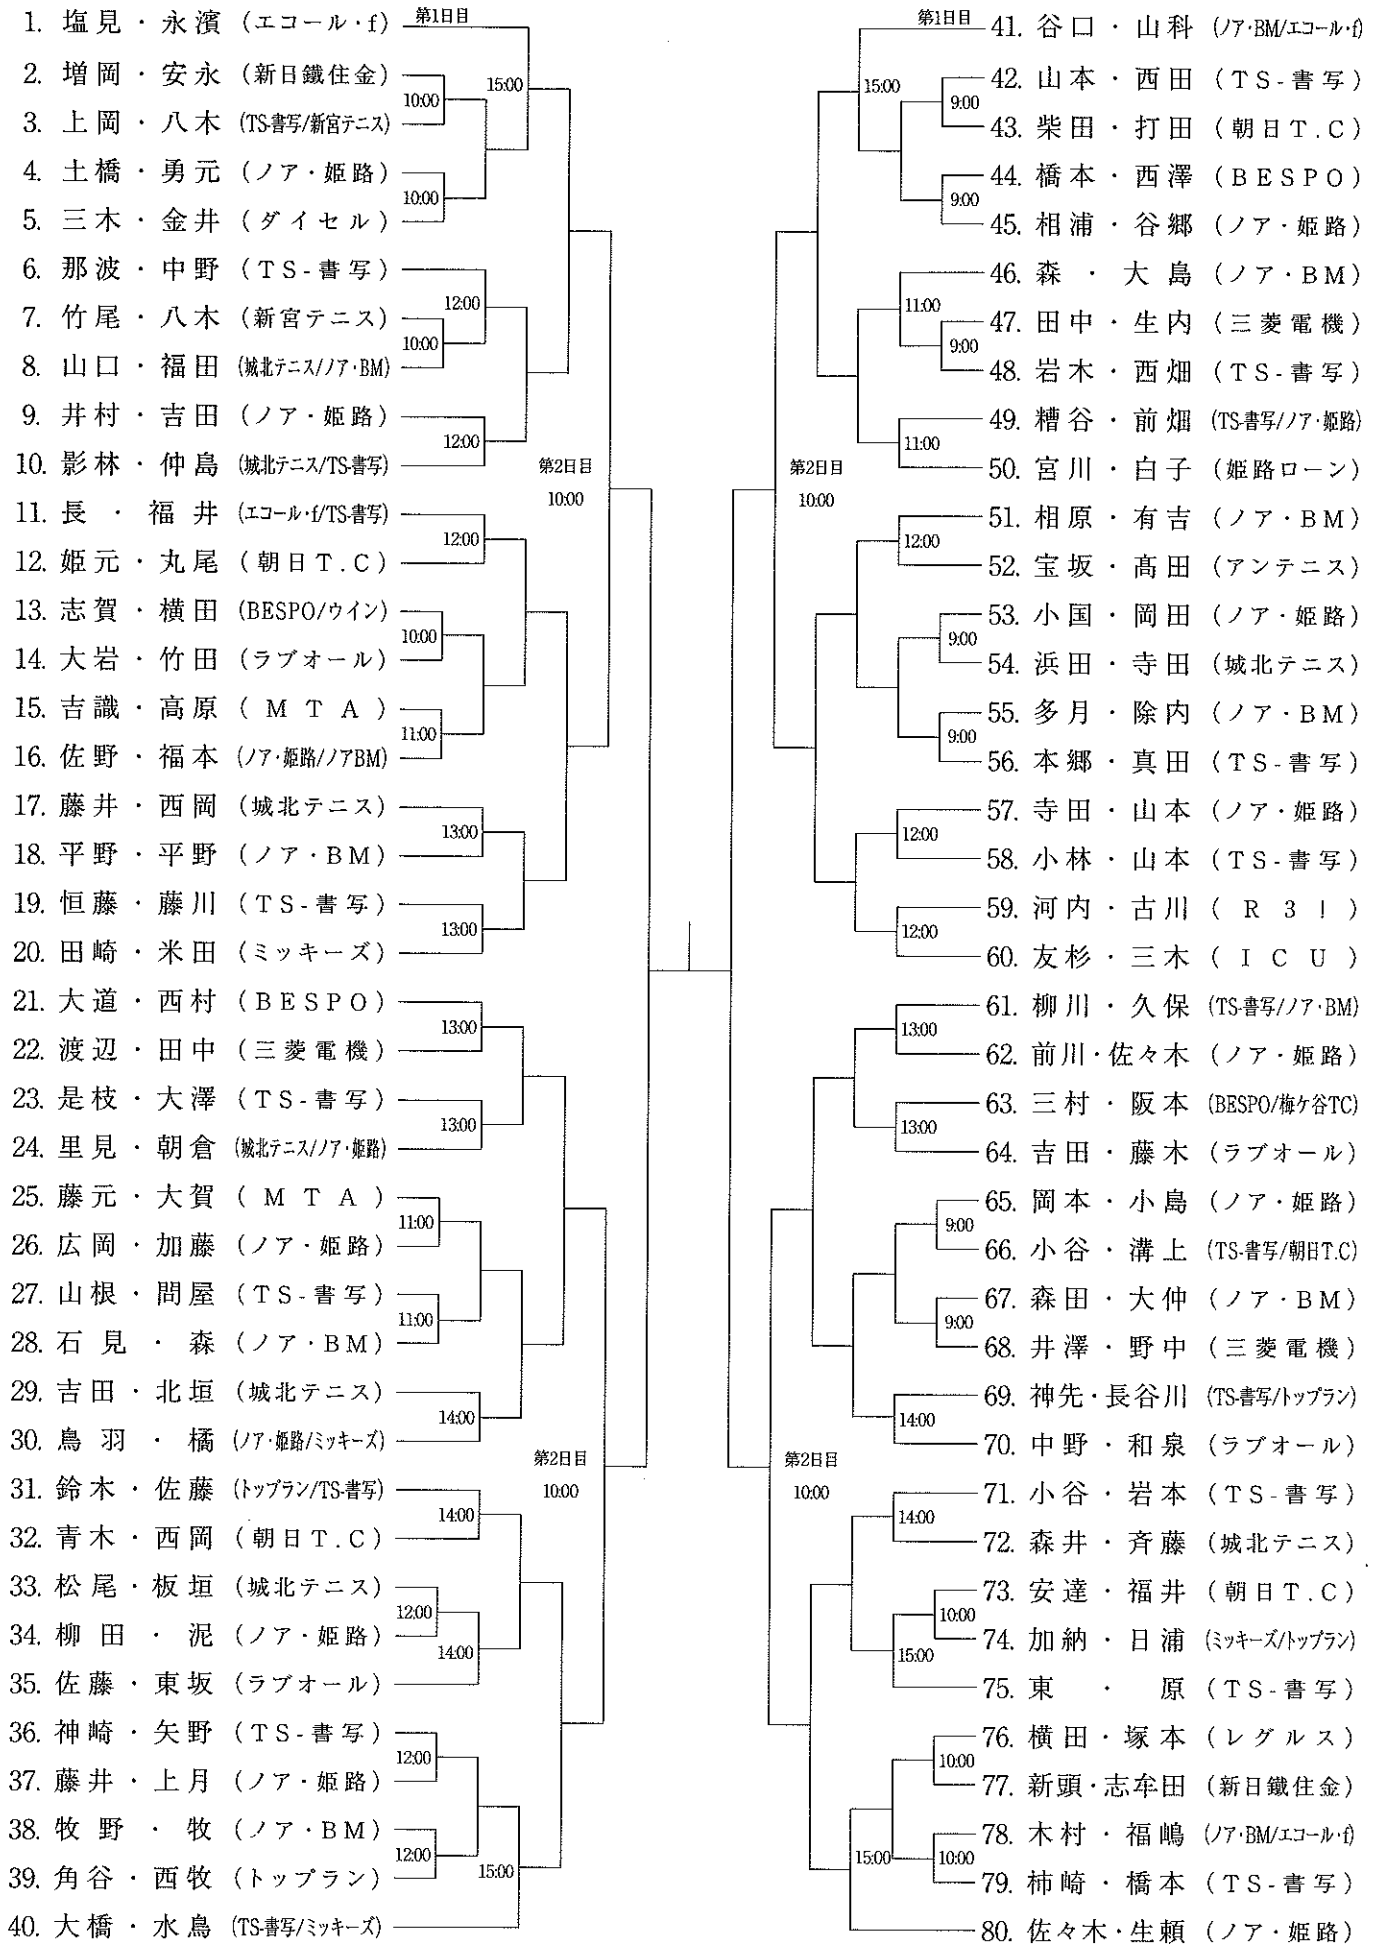 第1日目
1. 塩見・永濱 (エコール・f)
15:00
2. 増岡・安永 (新日鐵住金)
10:00
3. 上岡・八木 (TS-書写/新宮テニス)
4. 土橋・勇元 (ノア・姫路)
10:00
5. 三木・金井 (ダイセル)
6. 那波・中野 (TS-書写)
12:00
7. 竹尾・八木 (新宮テニス)
10:00
8. 山口・福田 (城北テニス/ノア・BM)
9. 井村・吉田 (ノア・姫路)
12:00
10. 影林・仲島 (城北テニス/TS-書写)
第2日目
10:00
11. 長・福井 (エコール・f/TS-書写)
12:00
12. 姫元・丸尾 (朝日T.C)
13. 志賀・横田 (BESPO/ウイン)
10:00
14. 大岩・竹田 (ラブオール)
15. 吉識・高原 (MTA)
11:00
16. 佐野・福本 (ノア・姫路/ノアBM)
17. 藤井・西岡 (城北テニス)
13:00
18. 平野・平野 (ノア・BM)
19. 恒藤・藤川 (TS-書写)
13:00
20. 田崎・米田 (ミッキーズ)
21. 大道・西村 (BESPO)
13:00
22. 渡辺・田中 (三菱電機)
23. 是枝・大澤 (TS-書写)
13:00
24. 里見・朝倉 (城北テニス/ノア・姫路)
25. 藤元・大賀 (MTA)
11:00
26. 広岡・加藤 (ノア・姫路)
27. 山根・問屋 (TS-書写)
11:00
28. 石見・森 (ノア・BM)
29. 吉田・北垣 (城北テニス)
14:00
30. 鳥羽・橘 (ノア・姫路/ミッキーズ)
第2日目
10:00
31. 鈴木・佐藤 (トップラン/TS-書写)
14:00
32. 青木・西岡 (朝日T.C)
33. 松尾・板垣 (城北テニス)
12:00
34. 柳田・泥 (ノア・姫路)
14:00
35. 佐藤・東坂 (ラブオール)
36. 神崎・矢野 (TS-書写)
12:00
37. 藤井・上月 (ノア・姫路)
38. 牧野・牧 (ノア・BM)
12:00
15:00
39. 角谷・西牧 (トップラン)
40. 大橋・水鳥 (TS-書写/ミッキーズ)
第1日目
41. 谷口・山科 (ノア・BM/エコール・f)
15:00
42. 山本・西田 (TS-書写)
9:00
43. 柴田・打田 (朝日T.C)
44. 橋本・西澤 (BESPO)
9:00
45. 相浦・谷郷 (ノア・姫路)
46. 森・大島 (ノア・BM)
11:00
47. 田中・生内 (三菱電機)
9:00
48. 岩木・西畑 (TS-書写)
49. 糟谷・前畑 (TS-書写/ノア・姫路)
11:00
50. 宮川・白子 (姫路ローン)
第2日目
10:00
51. 相原・有吉 (ノア・BM)
12:00
52. 宝坂・髙田 (アンテニス)
53. 小国・岡田 (ノア・姫路)
9:00
54. 浜田・寺田 (城北テニス)
55. 多月・除内 (ノア・BM)
9:00
56. 本郷・真田 (TS-書写)
57. 寺田・山本 (ノア・姫路)
12:00
58. 小林・山本 (TS-書写)
59. 河内・古川 (R3!)
12:00
60. 友杉・三木 (ICU)
61. 柳川・久保 (TS-書写/ノア・BM)
13:00
62. 前川・佐々木 (ノア・姫路)
63. 三村・阪本 (BESPO/梅ケ谷TC)
13:00
64. 吉田・藤木 (ラブオール)
65. 岡本・小島 (ノア・姫路)
9:00
66. 小谷・溝上 (TS-書写/朝日T.C)
67. 森田・大仲 (ノア・BM)
9:00
68. 井澤・野中 (三菱電機)
69. 神先・長谷川 (TS-書写/トップラン)
14:00
70. 中野・和泉 (ラブオール)
第2日目
10:00
71. 小谷・岩本 (TS-書写)
14:00
72. 森井・斉藤 (城北テニス)
73. 安達・福井 (朝日T.C)
10:00
74. 加納・日浦 (ミッキーズ/トップラン)
15:00
75. 東・原 (TS-書写)
76. 横田・塚本 (レグルス)
10:00
77. 新頭・志牟田 (新日鐵住金)
78. 木村・福嶋 (ノア・BM/エコール・f)
15:00
10:00
79. 柿崎・橋本 (TS-書写)
80. 佐々木・生頼 (ノア・姫路)